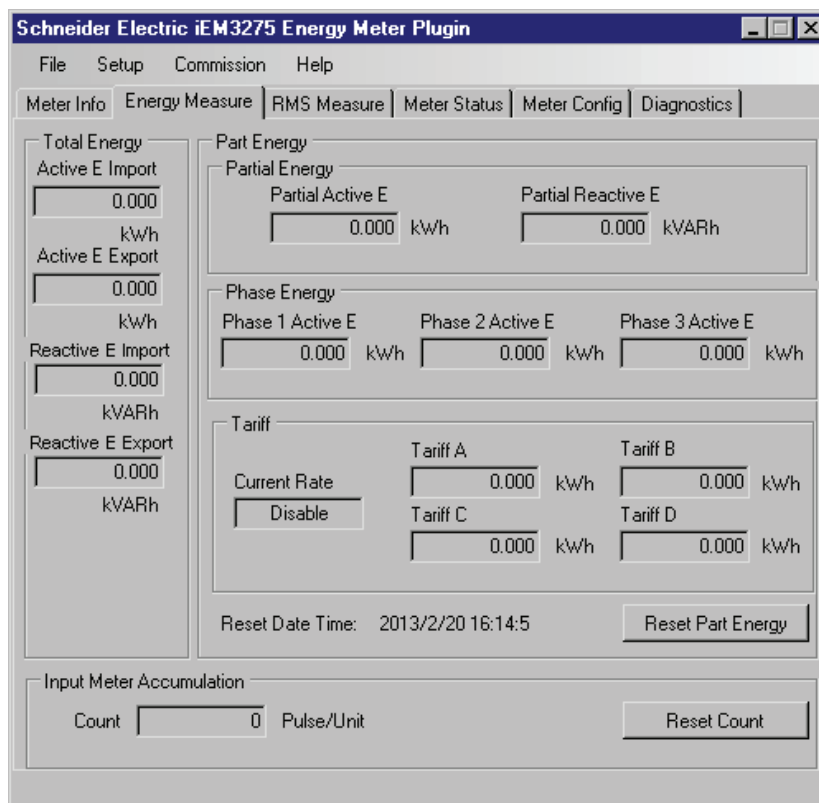 Schneider Electric iEM3275 Energy Meter Plugin
File Setup Commission Help
Meter Info Energy Measure RMS Measure Meter Status Meter Config Diagnostics
Total Energy
Active E Import
0.000
kWh
Active E Export
0.000
kWh
Reactive E Import
0.000
kVARh
Reactive E Export
0.000
kVARh
Part Energy
Partial Energy
Partial Active E Partial Reactive E
0.000 kWh 0.000 kVARh
Phase Energy
Phase 1 Active E Phase 2 Active E Phase 3 Active E
0.000 kWh 0.000 kWh 0.000 kWh
Tariff
Current Rate
Disable
Tariff A Tariff B
0.000 kWh 0.000 kWh
Tariff C Tariff D
0.000 kWh 0.000 kWh
Reset Date Time: 2013/2/20 16:14:5 Reset Part Energy
Input Meter Accumulation
Count 0 Pulse/Unit Reset Count